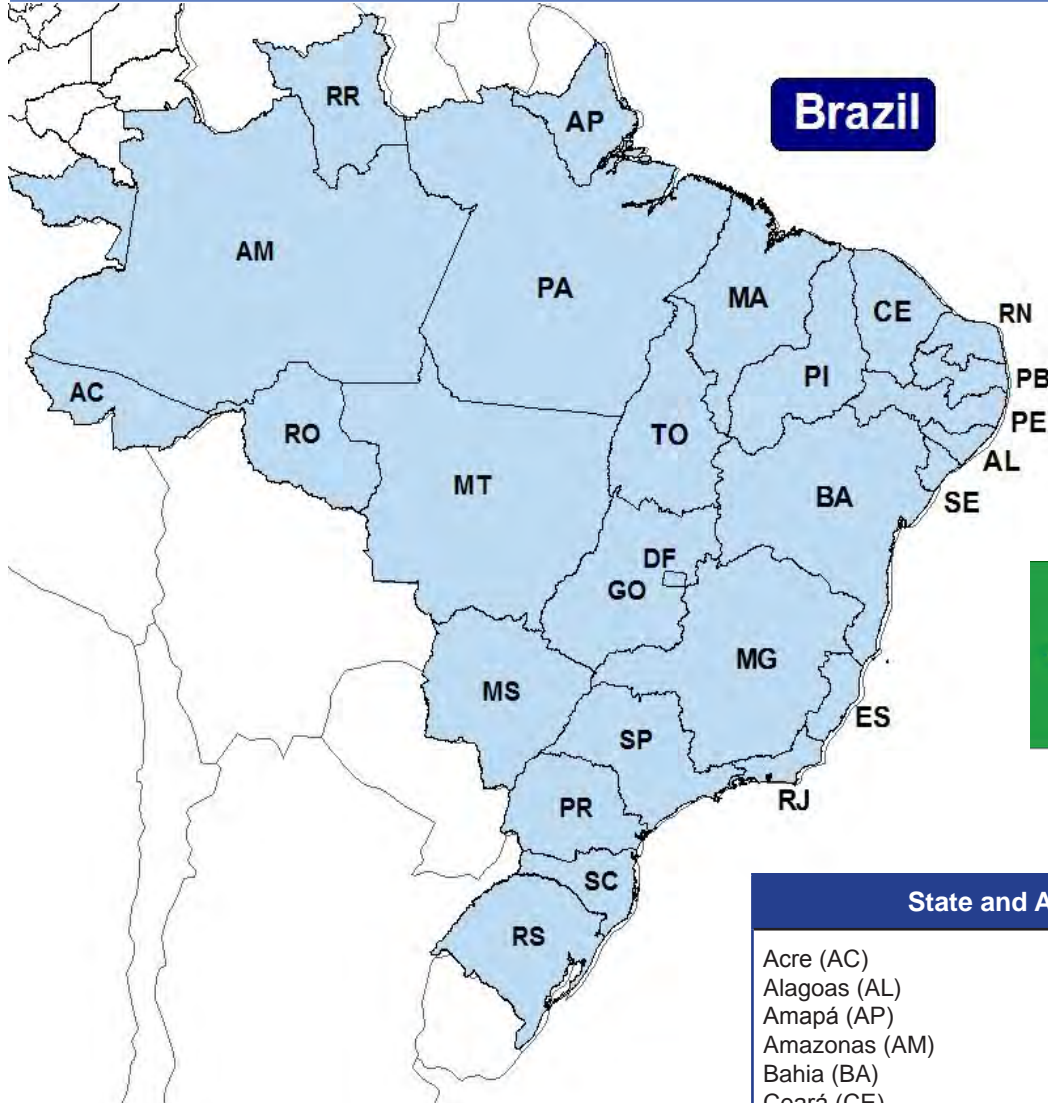 Brazil
RR
AP
AM
PA
MA
CE
RN
AC
PI
PB
RO
TO
PE
MT
AL
BA
SE
DF
GO
MG
MS
ES
SP
RJ
PR
SC
RS
State and A
Acre (AC)
Alagoas (AL)
Amapá (AP)
Amazonas (AM)
Bahia (BA)
Ceará (CE)